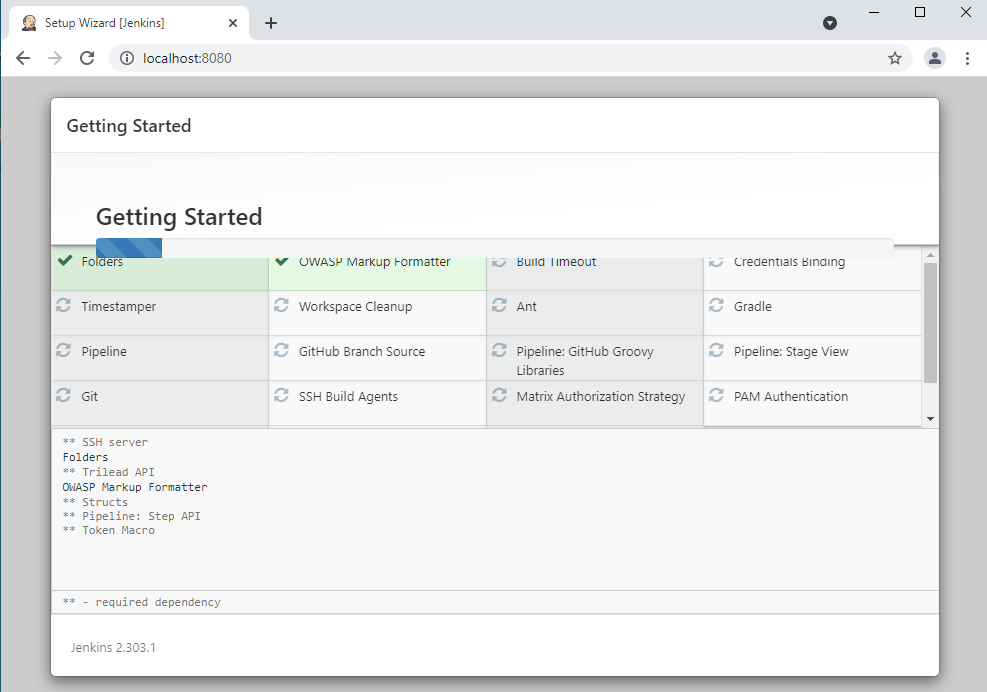 Setup Wizard [Jenkins]
localhost:8080
Getting Started
Getting Started
Folders
OWASP Markup Formatter
Build Timeout
Credentials Binding
Timestamper
Workspace Cleanup
Ant
Gradle
Pipeline
GitHub Branch Source
Pipeline: GitHub Groovy
Libraries
Pipeline: Stage View
Git
SSH Build Agents
Matrix Authorization Strategy
PAM Authentication
** SSH server
Folders
** Trilead API
OWASP Markup Formatter
** Structs
** Pipeline: Step API
** Token Macro
** - required dependency
Jenkins 2.303.1